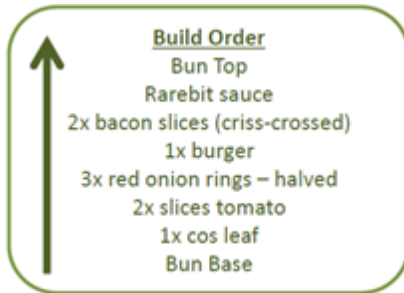 Build Order
Bun Top
Rarebit sauce
2x bacon slices (criss-crossed)
1x burger
3x red onion rings – halved
2x slices tomato
1x cos leaf
Bun Base